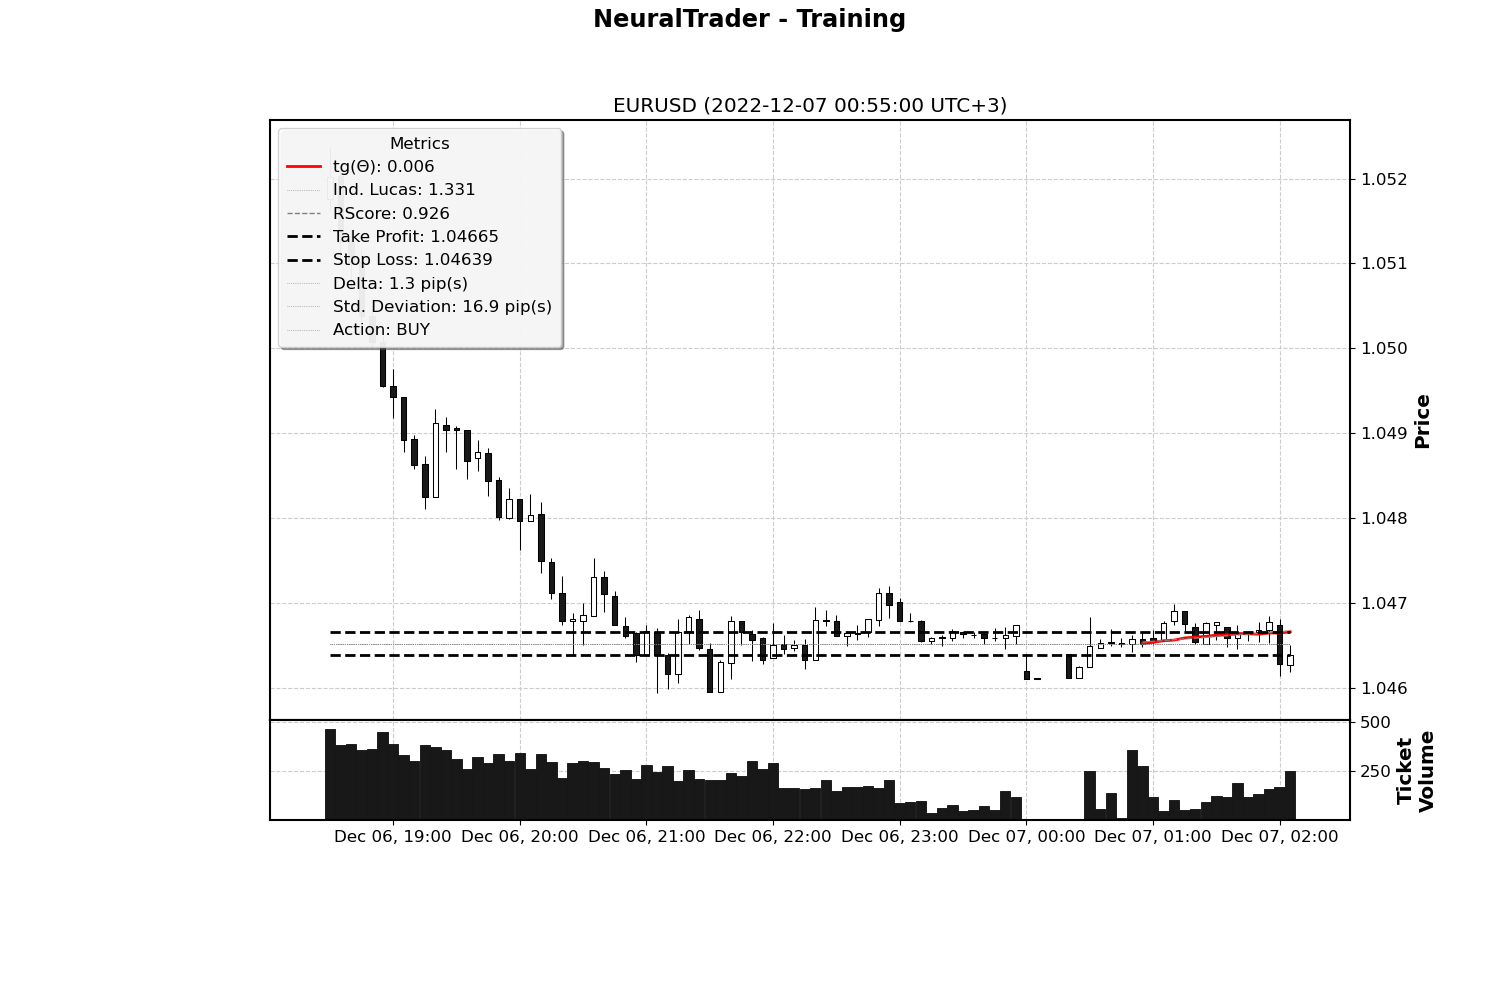 NeuralTrader - Training
EURUSD (2022-12-07 00:55:00 UTC+3)
Metrics
tg(Θ): 0.006
Ind. Lucas: 1.331
RScore: 0.926
Take Profit: 1.04665
Stop Loss: 1.04639
Delta: 1.3 pip(s)
Std. Deviation: 16.9 pip(s)
Action: BUY
1.052
1.051
1.050
1.049
1.048
1.047
1.046
Price
500
250
Ticket
Volume
Dec 06, 19:00 Dec 06, 20:00 Dec 06, 21:00 Dec 06, 22:00 Dec 06, 23:00 Dec 07, 00:00 Dec 07, 01:00 Dec 07, 02:00